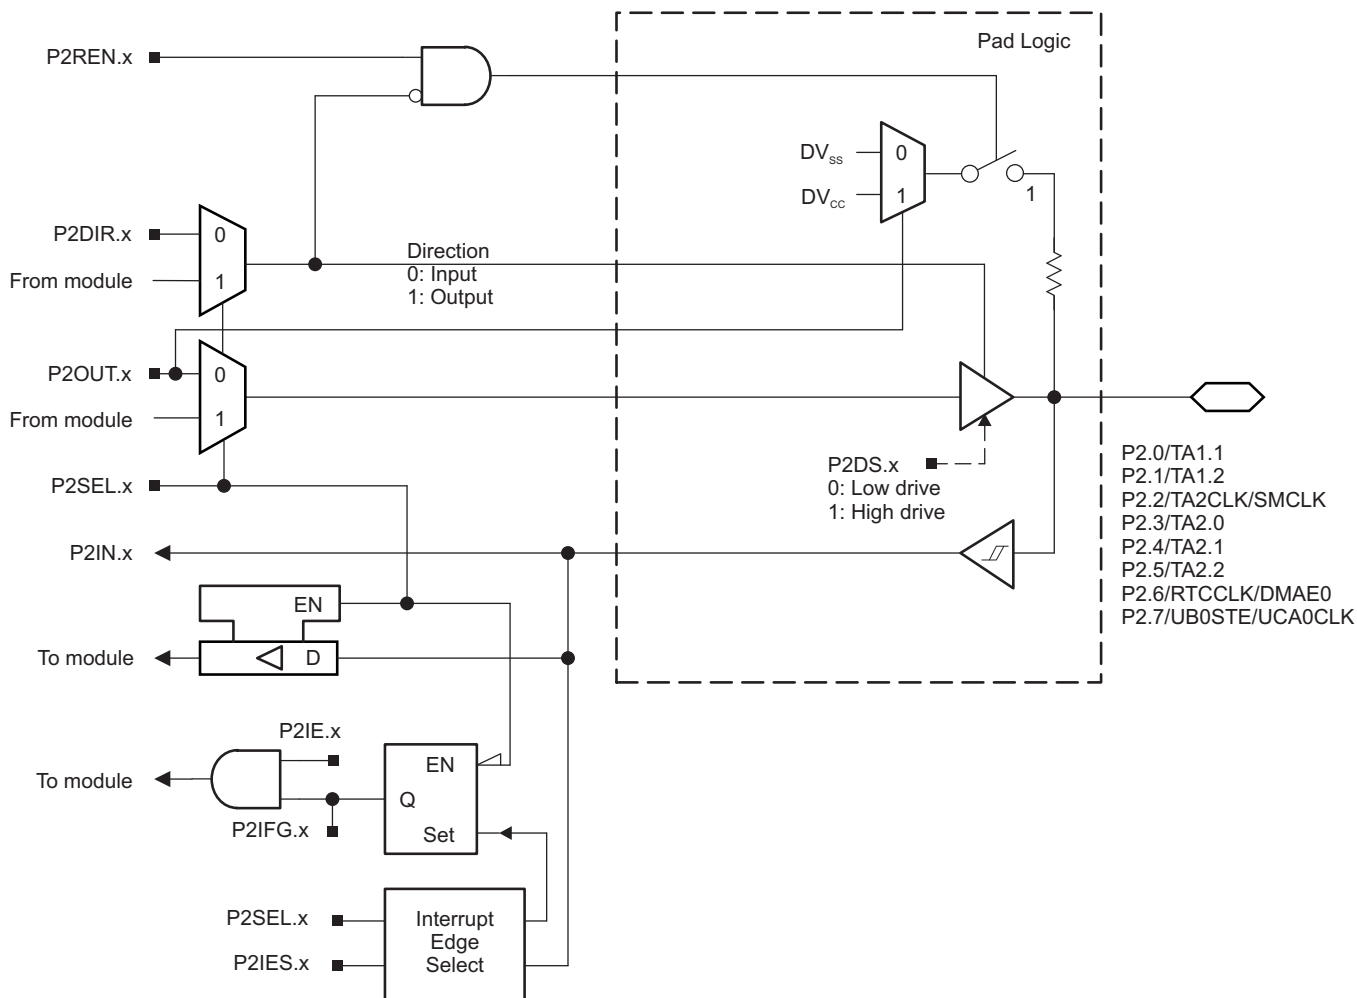 Pad Logic
P2REN.x
DVSS
0
DVCC
1
1
P2DIR.x
0
From module
1
Direction
0: Input
1: Output
P2OUT.x
0
From module
1
P2SEL.x
P2DS.x
0: Low drive
1: High drive
P2.0/TA1.1
P2.1/TA1.2
P2.2/TA2CLK/SMCLK
P2.3/TA2.0
P2.4/TA2.1
P2.5/TA2.2
P2.6/RTCCLK/DMAE0
P2.7/UB0STE/UCA0CLK
P2IN.x
EN
To module
D
P2IE.x
EN
To module
Q
P2IFG.x
Set
P2SEL.x
P2IES.x
Interrupt
Edge
Select